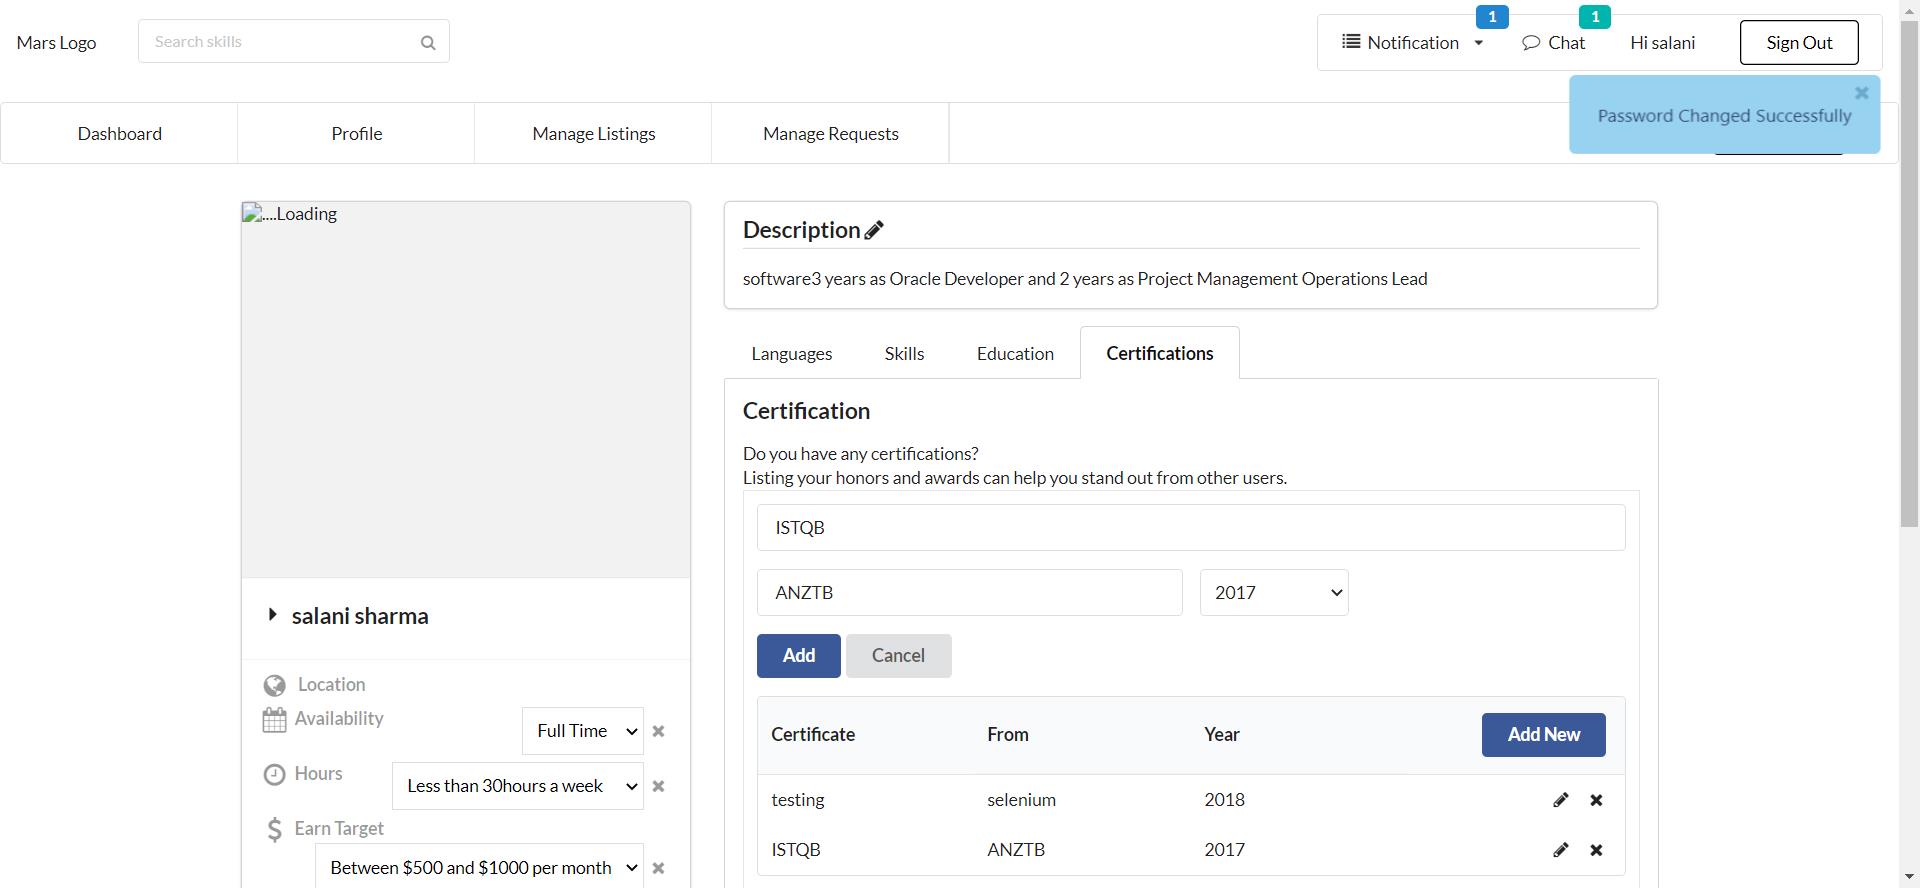 Mars Logo
Search skills
Notification
1
Chat
1
Hi salani
Sign Out
Password Changed Successfully
Dashboard
Profile
Manage Listings
Manage Requests
....Loading
salani sharma
Location
Availability
Full Time
Hours
Less than 30hours a week
Earn Target
Between $500 and $1000 per month
Description
software3 years as Oracle Developer and 2 years as Project Management Operations Lead
Languages
Skills
Education
Certifications
Certification
Do you have any certifications?
Listing your honors and awards can help you stand out from other users.
ISTQB
ANZTB
2017
Add
Cancel
Certificate From Year Add New
testing selenium 2018
ISTQB ANZTB 2017